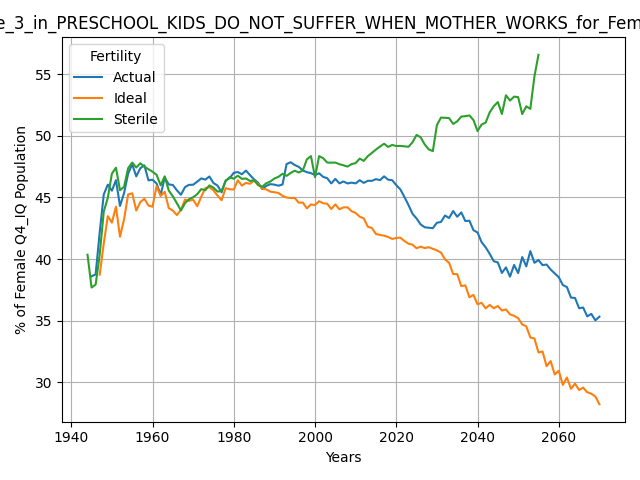 e_3_in_PRESCHOOL_KIDS_DO_NOT_SUFFER_WHEN_MOTHER_WORKS_for_Fem
Fertility
Actual
Ideal
Sterile
% of Female Q4_IQ Population
55
50
45
40
35
30
1940 1960 1980 2000 2020 2040 2060
Years